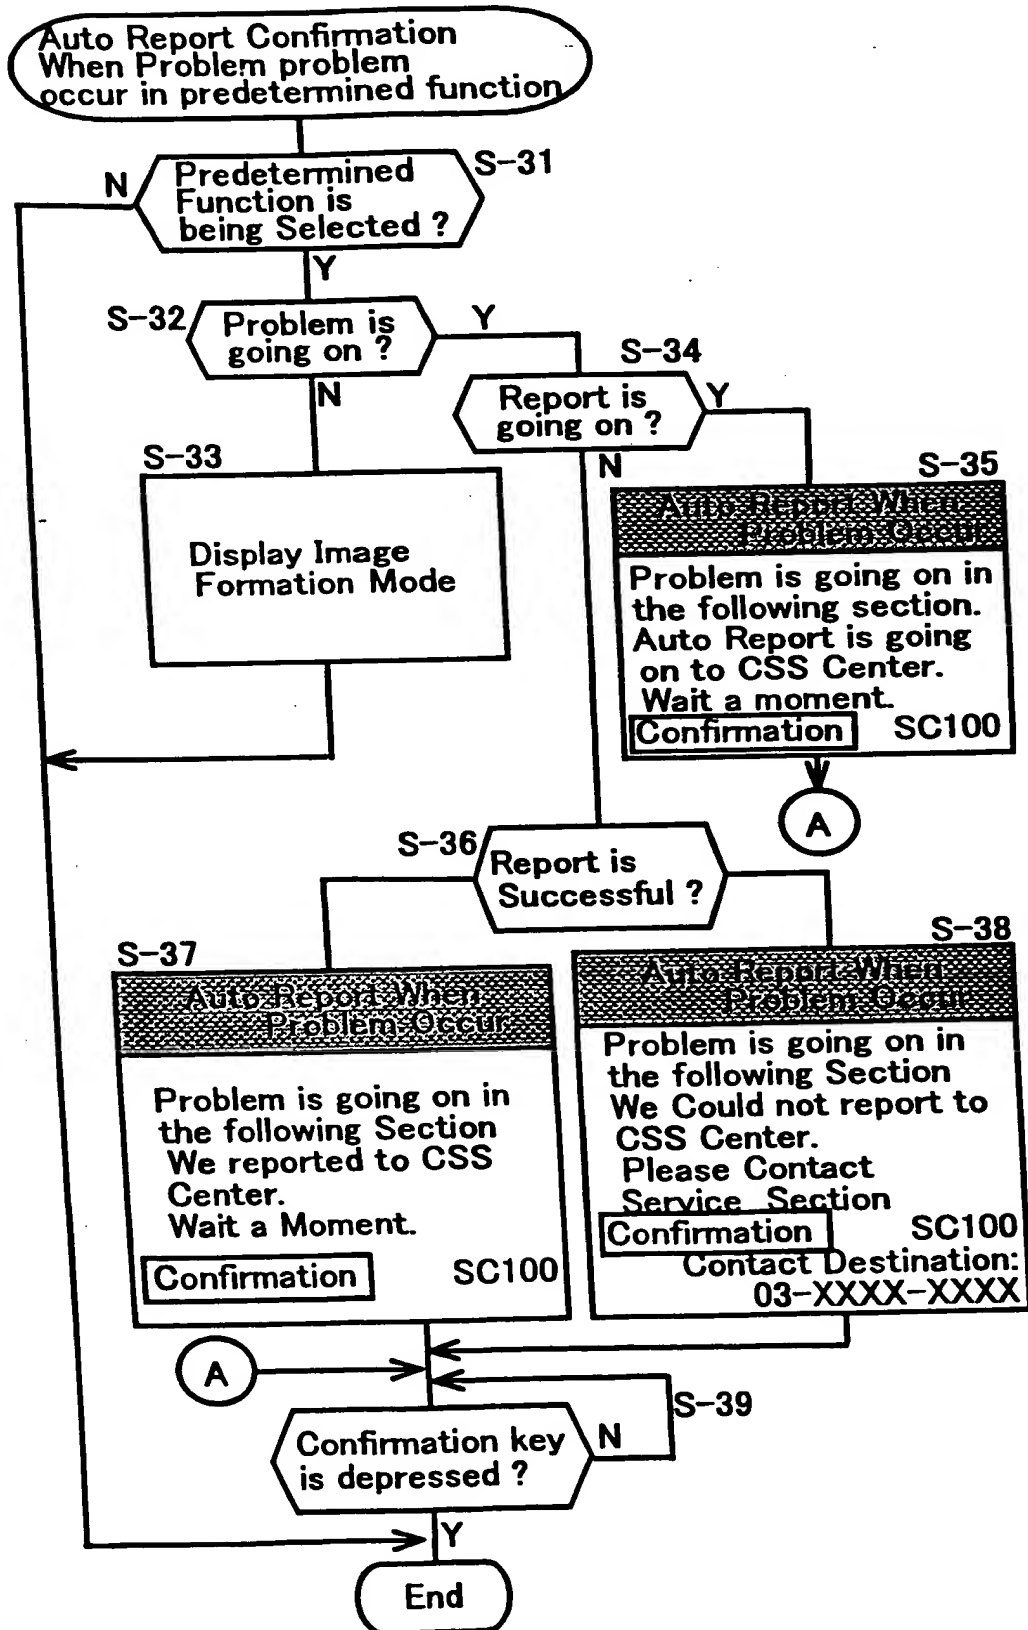 Auto Report Confirmation
When Problem problem
occur in predetermined function
S-31
N
Predetermined
Function is
being Selected ?
Y
S-32
Problem is
going on ?
Y
N
S-34
Report is
going on ?
Y
N
S-33
Display Image
Formation Mode
S-35
Auto Report When
Problem Occur
Problem is going on in
the following section.
Auto Report is going
on to CSS Center.
Wait a moment.
Confirmation
SC100
A
S-36
Report is
Successful ?
S-37
Auto Report When
Problem Occur
Problem is going on in
the following Section
We reported to CSS
Center.
Wait a Moment.
Confirmation
SC100
S-38
Auto Report When
Problem Occur
Problem is going on in
the following Section
We Could not report to
CSS Center.
Please Contact
Service Section
Confirmation
SC100
Contact Destination:
03-XXXX-XXXX
A
S-39
Confirmation key
is depressed ?
N
Y
End